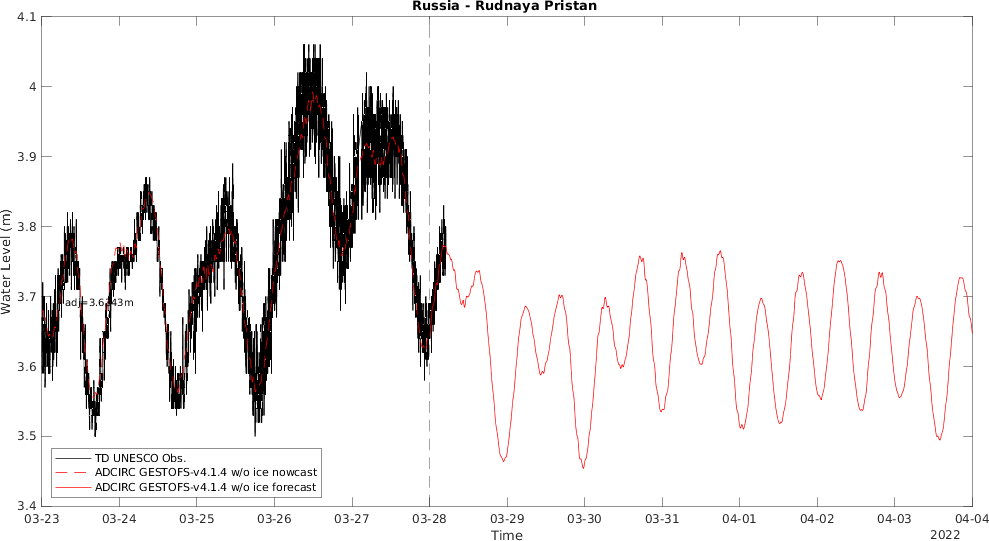 Russia - Rudnaya Pristan
4.1
4
3.9
3.8
3.7
3.6
3.5
3.4
Water Level (m)
adj=3.6143m
TD UNESCO Obs.
ADCIRC GESTOFS-v4.1.4 w/o ice nowcast
ADCIRC GESTOFS-v4.1.4 w/o ice forecast
03-23 03-24 03-25 03-26 03-27 03-28 03-29 03-30 03-31 04-01 04-02 04-03 04-04
Time
2022